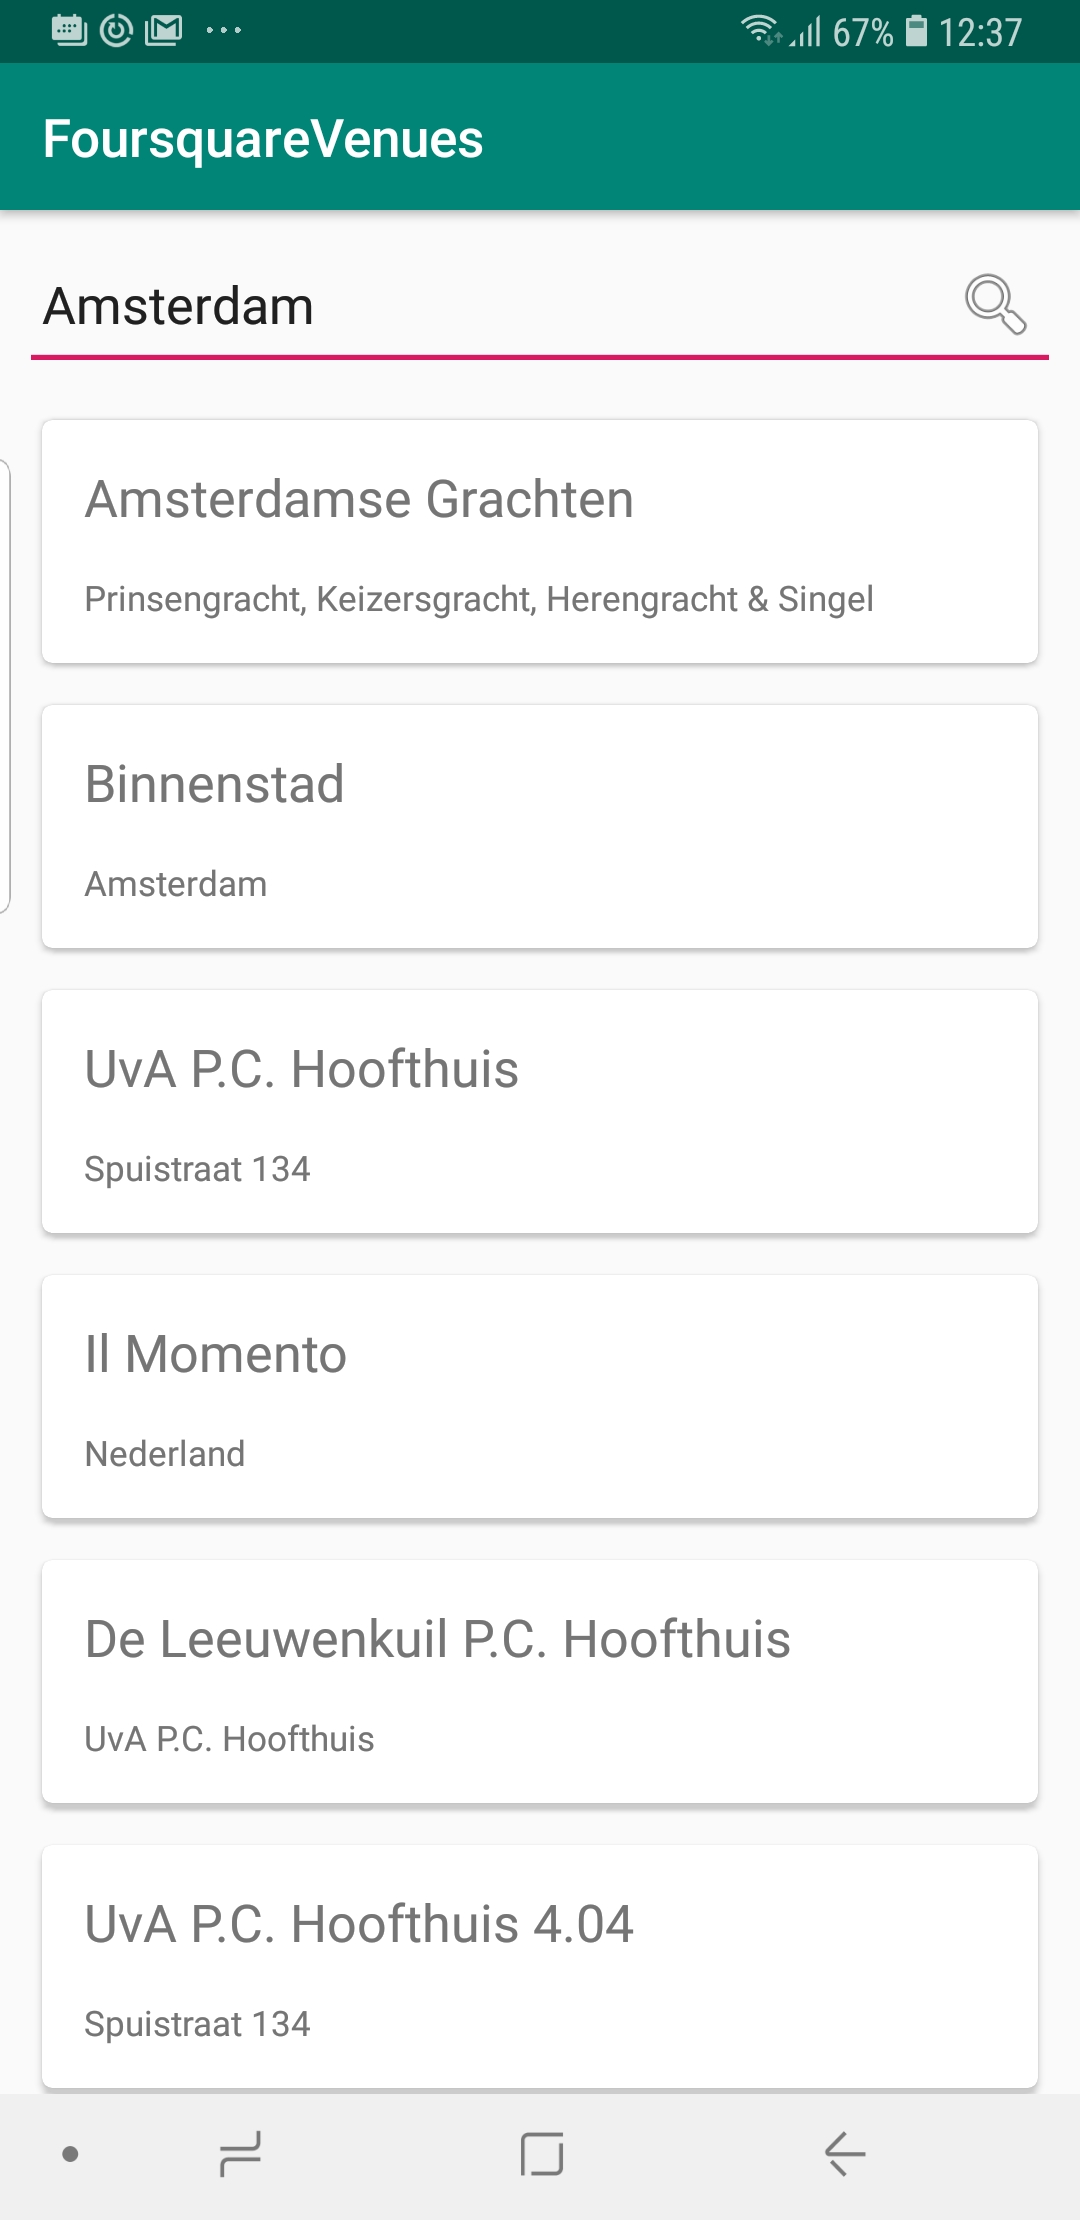 67% 12:37
FoursquareVenues
Amsterdam
Amsterdamse Grachten
Prinsengracht, Keizersgracht, Herengracht & Singel
Binnenstad
Amsterdam
UvA P.C. Hoofthuis
Spuistraat 134
Il Momento
Nederland
De Leeuwenkuil P.C. Hoofthuis
UvA P.C. Hoofthuis
UvA P.C. Hoofthuis 4.04
Spuistraat 134